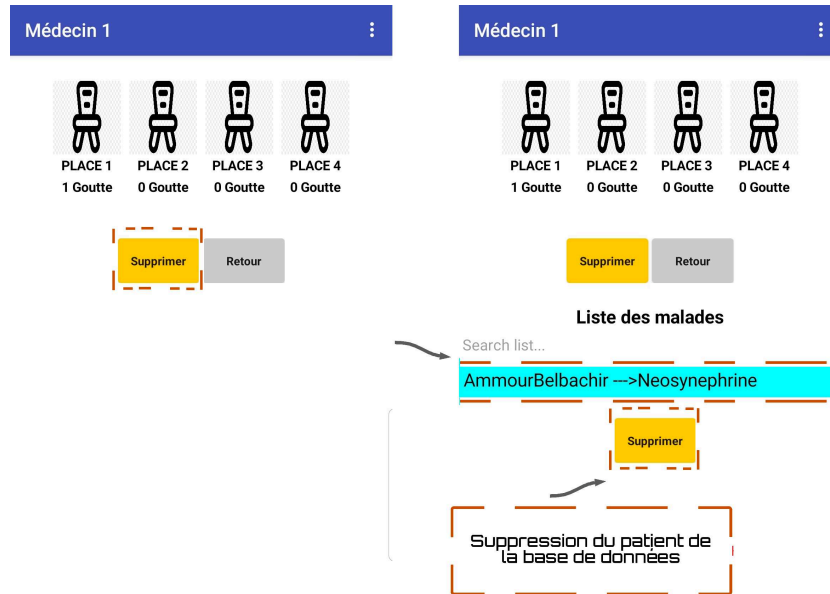 Médecin 1
PLACE 1 PLACE 2 PLACE 3 PLACE 4
1 Goutte 0 Goutte 0 Goutte 0 Goutte
Supprimer Retour
Médecin 1
PLACE 1 PLACE 2 PLACE 3 PLACE 4
1 Goutte 0 Goutte 0 Goutte 0 Goutte
Supprimer Retour
Liste des malades
Search list...
AmmourBelbachir --->Neosynephrine
Supprimer
Suppression du patient de
la base de données